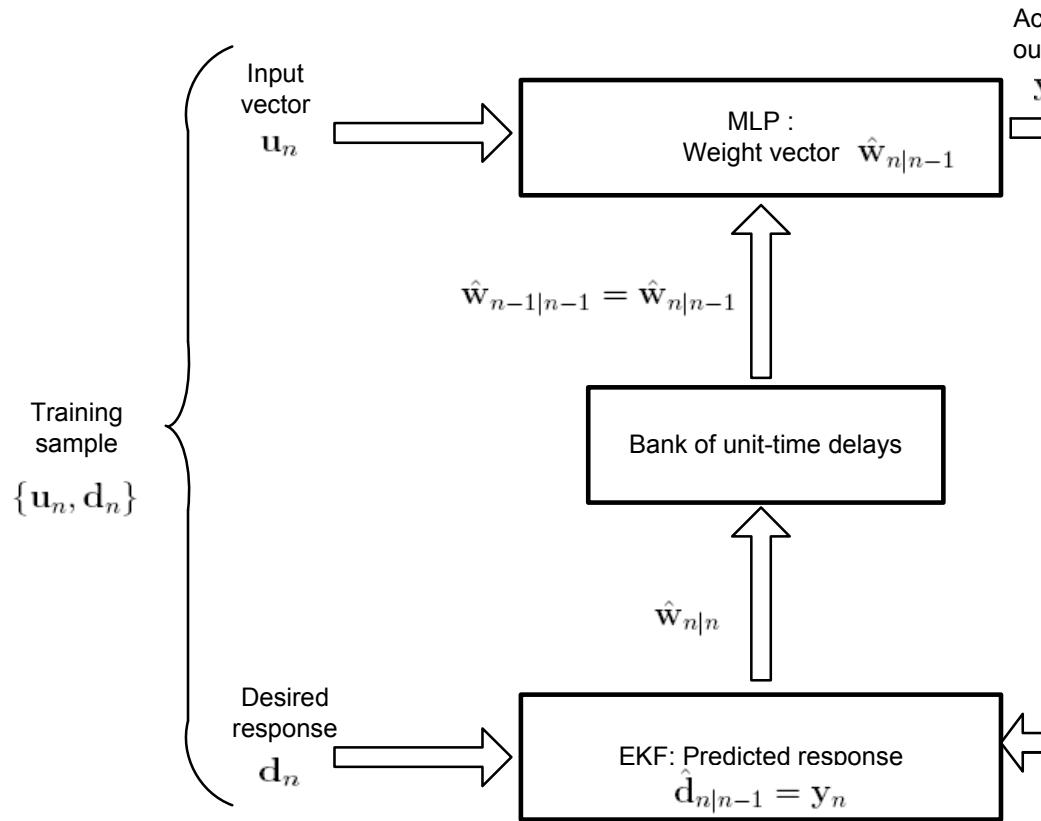 Input
vector
u_n
MLP :
Weight vector ŵ_{n|n−1}
ŵ_{n−1|n−1} = ŵ_{n|n−1}
Training
sample
{u_n, d_n}
Bank of unit-time delays
ŵ_{n|n}
Desired
response
d_n
EKF: Predicted response
d̂_{n|n−1} = y_n